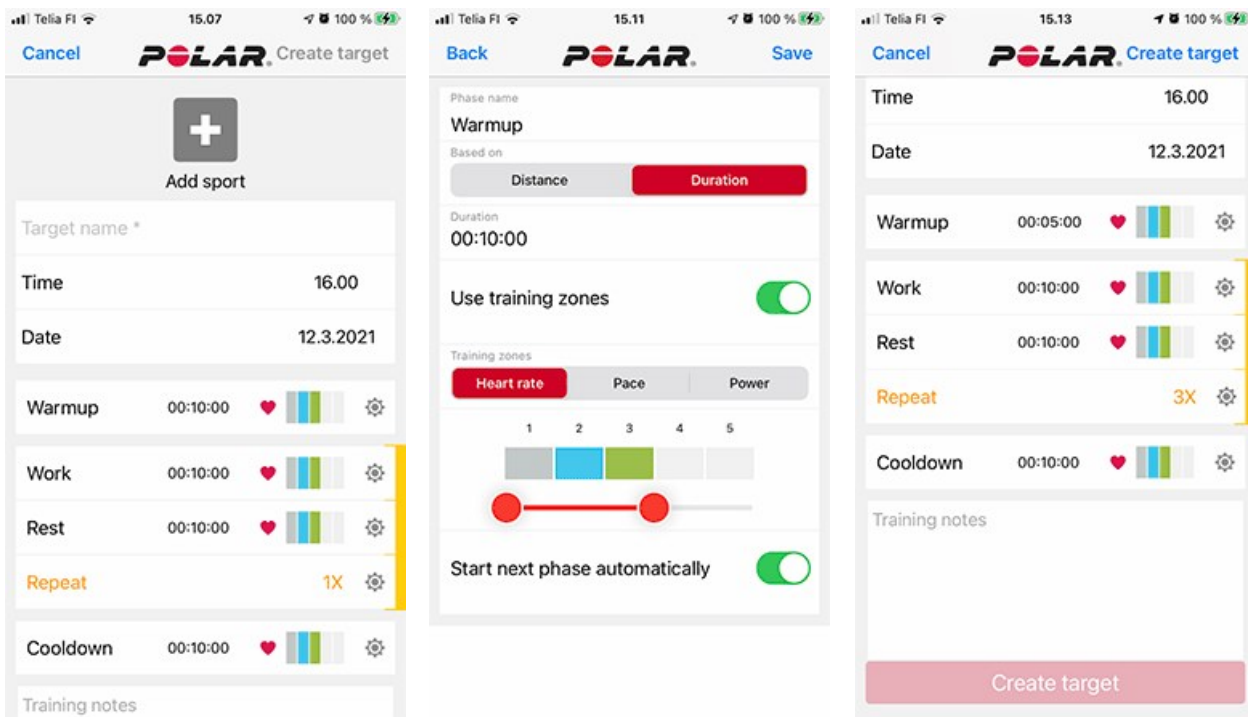 Telia FI 15.07 100 %
Cancel POLAR. Create target
Add sport
Target name *
Time 16.00
Date 12.3.2021
Warmup 00:10:00
Work 00:10:00
Rest 00:10:00
Repeat 1X
Cooldown 00:10:00
Training notes
Telia FI 15.11 100 %
Back POLAR. Save
Phase name
Warmup
Based on
Distance Duration
Duration
00:10:00
Use training zones
Training zones
Heart rate Pace Power
1 2 3 4 5
Start next phase automatically
Telia FI 15.13 100 %
Cancel POLAR. Create target
Time 16.00
Date 12.3.2021
Warmup 00:05:00
Work 00:10:00
Rest 00:10:00
Repeat 3X
Cooldown 00:10:00
Training notes
Create target